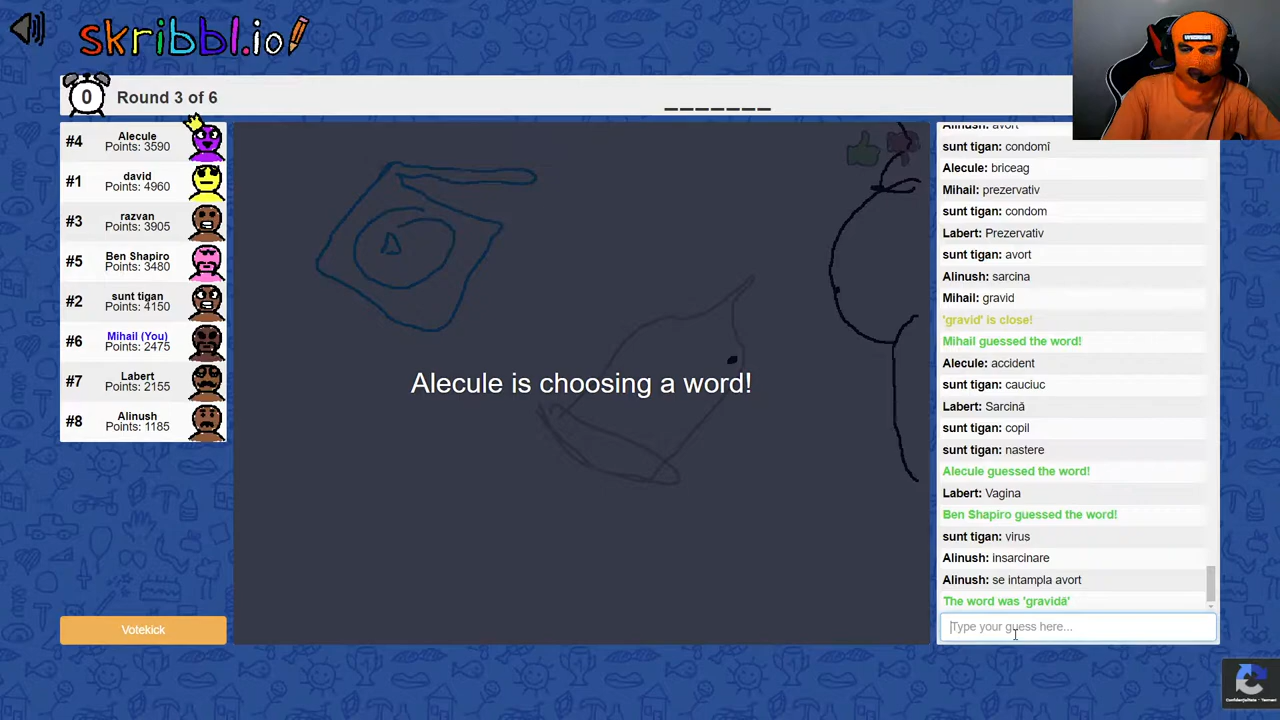 skribbl.io
0 Round 3 of 6
_______
#4 Alecule
Points: 3590
#1 david
Points: 4960
#3 razvan
Points: 3905
#5 Ben Shapiro
Points: 3480
#2 sunt tigan
Points: 4150
#6 Mihail (You)
Points: 2475
#7 Labert
Points: 2155
#8 Alinush
Points: 1185
Votekick
Alecule is choosing a word!
Alinush: avort
sunt tigan: condomî
Alecule: briceag
Mihail: prezervativ
sunt tigan: condom
Labert: Prezervativ
sunt tigan: avort
Alinush: sarcina
Mihail: gravid
'gravid' is close!
Mihail guessed the word!
Alecule: accident
sunt tigan: cauciuc
Labert: Sarcină
sunt tigan: copil
sunt tigan: nastere
Alecule guessed the word!
Labert: Vagina
Ben Shapiro guessed the word!
sunt tigan: virus
Alinush: insarcinare
Alinush: se intampla avort
The word was 'gravidă'
Type your guess here...